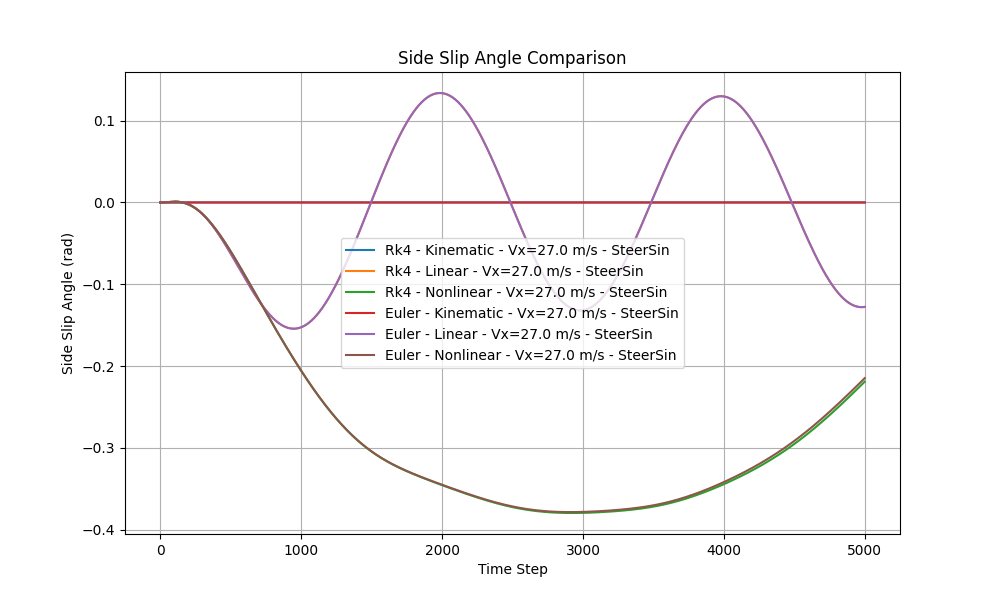 Side Slip Angle Comparison
Side Slip Angle (rad)
0.1
0.0
−0.1
−0.2
−0.3
−0.4
Rk4 - Kinematic - Vx=27.0 m/s - SteerSin
Rk4 - Linear - Vx=27.0 m/s - SteerSin
Rk4 - Nonlinear - Vx=27.0 m/s - SteerSin
Euler - Kinematic - Vx=27.0 m/s - SteerSin
Euler - Linear - Vx=27.0 m/s - SteerSin
Euler - Nonlinear - Vx=27.0 m/s - SteerSin
0 1000 2000 3000 4000 5000
Time Step